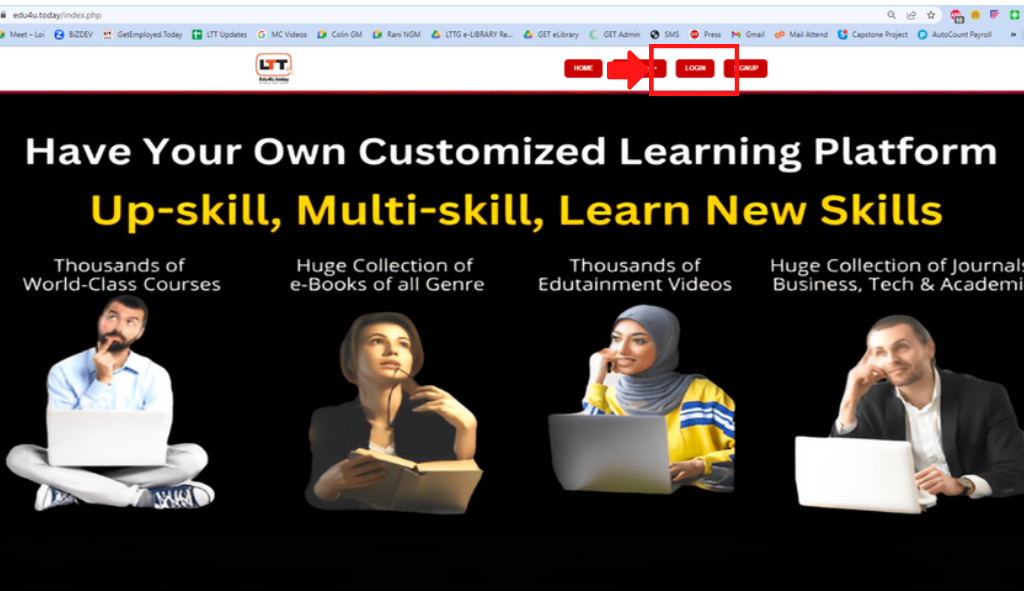 edu4u.today/index.php
Meet – Loi
BiZDEV
GetEmployed.Today
LTT Updates
MC Videos
Colin GM
Rani NGM
LTTG e-LIBRARY Re...
GET eLibrary
GET Admin
SMS
Press
Gmail
Mail Attend
Capstone Project
AutoCount Payroll
»
10
LTT
Edu4U.today
HOME
LOGIN
Have Your Own Customized Learning Platform
Up-skill, Multi-skill, Learn New Skills
Thousands of
World-Class Courses
Huge Collection of
e-Books of all Genre
Thousands of
Edutainment Videos
Huge Collection of Journals
Business, Tech & Academi